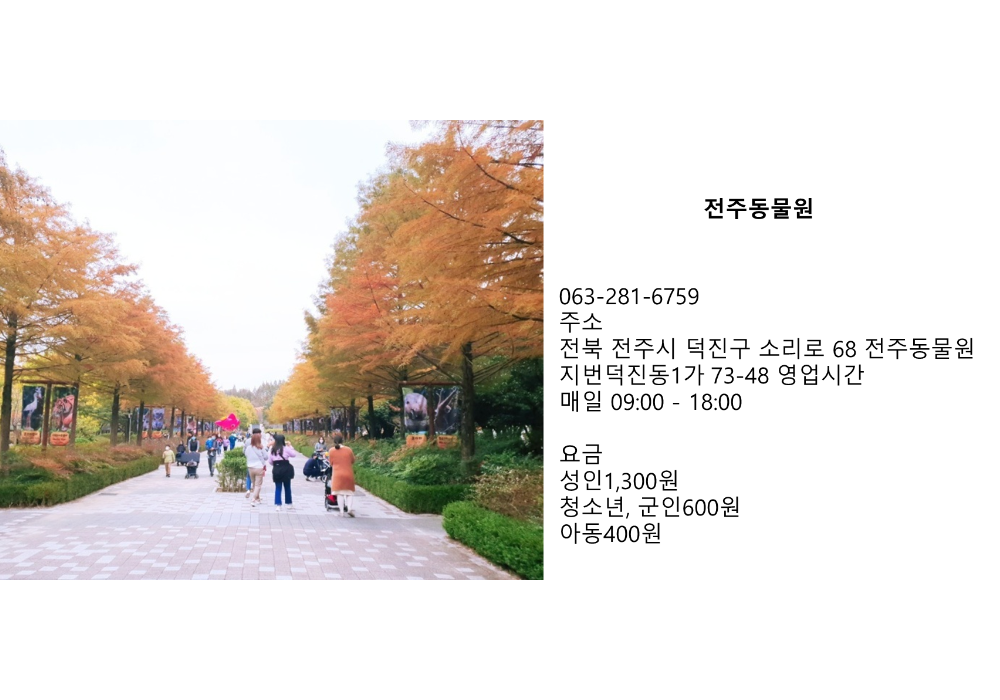 전주동물원
063-281-6759
주소
전북 전주시 덕진구 소리로 68 전주동물원
지번덕진동1가 73-48 영업시간
매일 09:00 - 18:00
요금
성인1,300원
청소년, 군인600원
아동400원